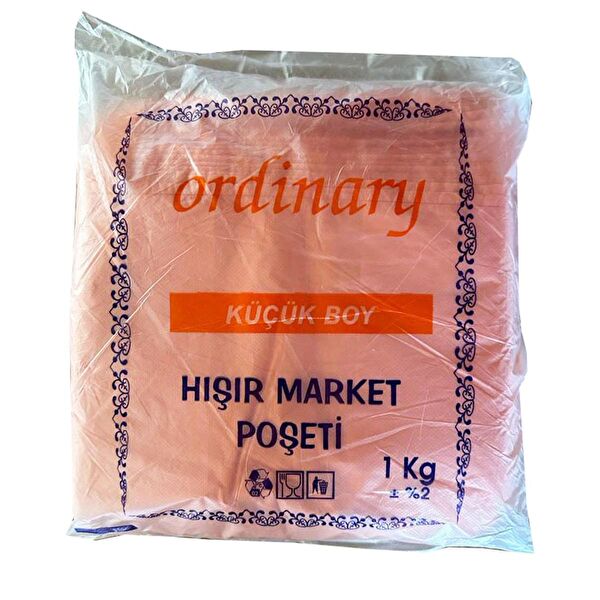 ordinary
KÜÇÜK BOY
HIŞIR MARKET
POŞETİ
1 Kg
± %2